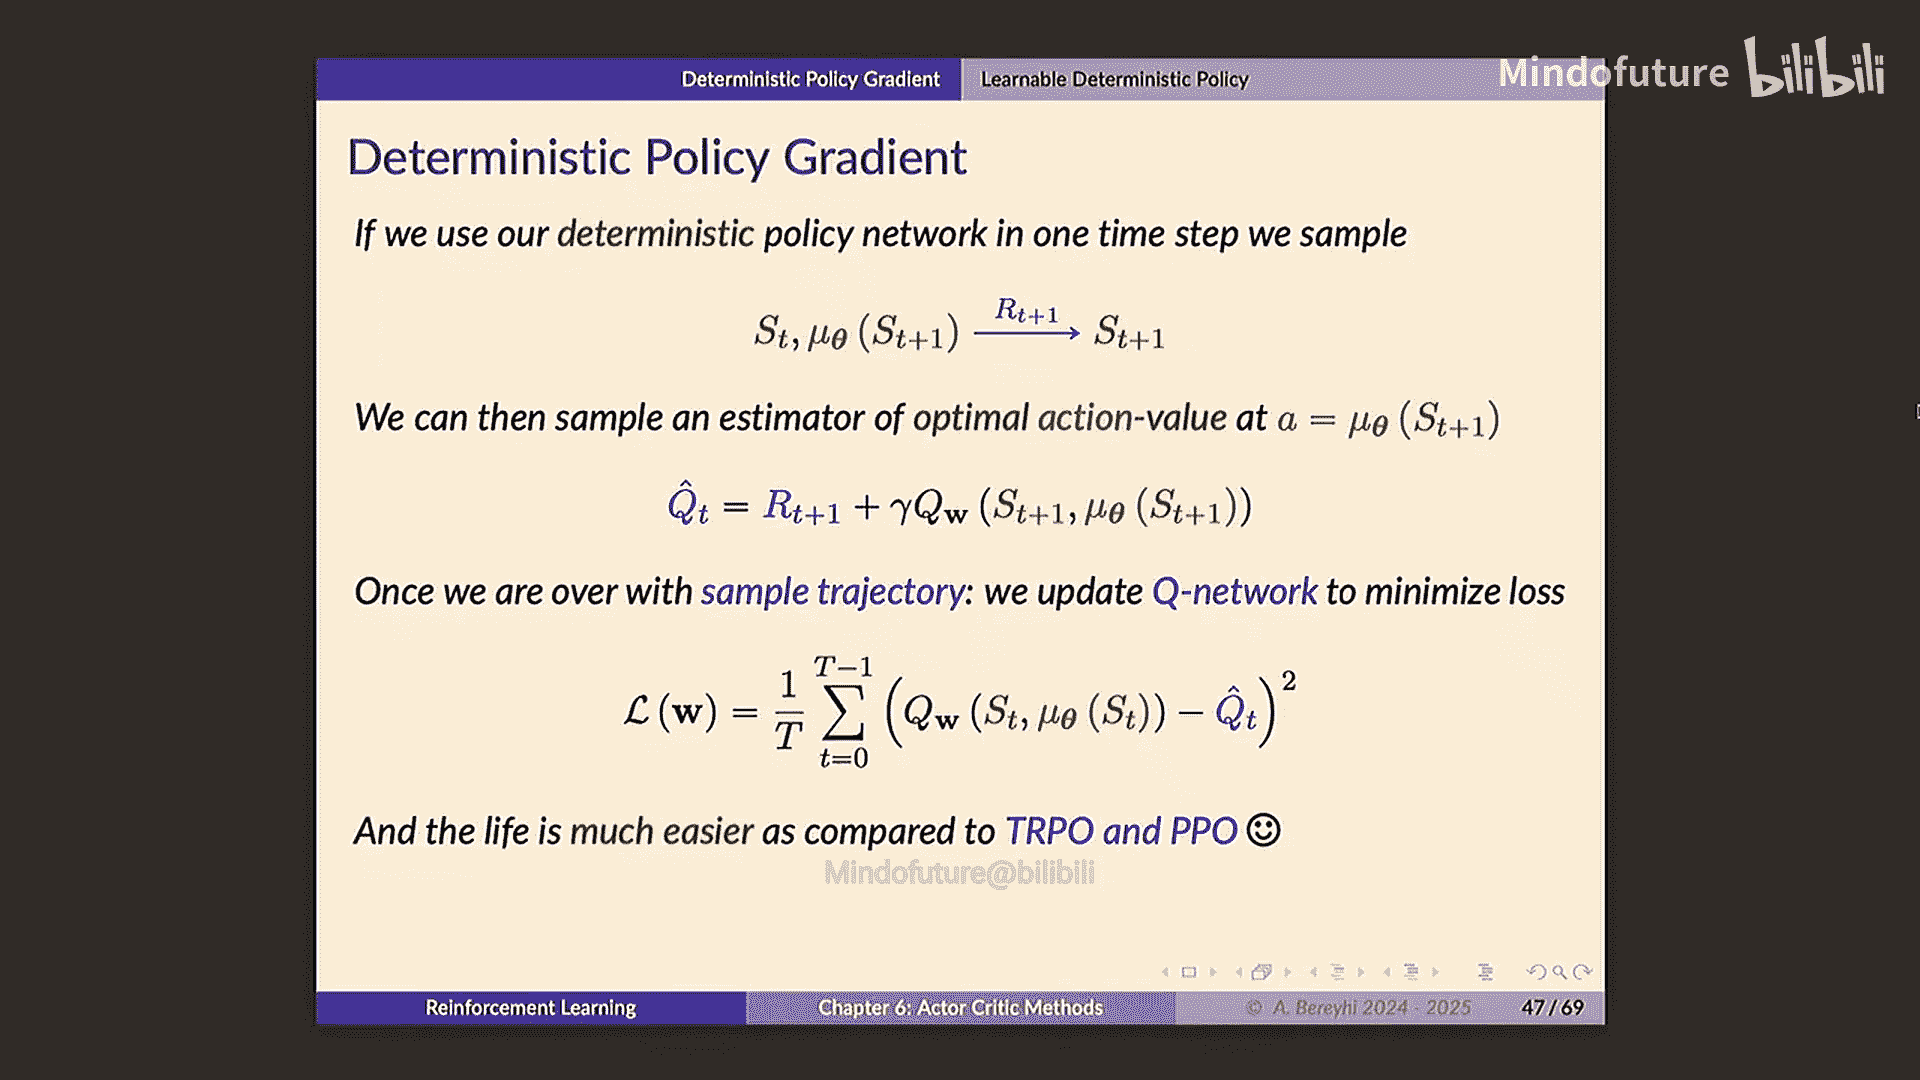 Mindofuture bilibili
Deterministic Policy Gradient Learnable Deterministic Policy
Deterministic Policy Gradient
If we use our deterministic policy network in one time step we sample
S_t, μ_θ (S_{t+1}) \xrightarrow{R_{t+1}} S_{t+1}
We can then sample an estimator of optimal action-value at a = μ_θ (S_{t+1})
\hat{Q}_t = R_{t+1} + γQ_w (S_{t+1}, μ_θ (S_{t+1}))
Once we are over with sample trajectory: we update Q-network to minimize loss
ℒ (w) = \frac{1}{T} \sum_{t=0}^{T-1} (Q_w (S_t, μ_θ (S_t)) − \hat{Q}_t)^2
And the life is much easier as compared to TRPO and PPO ☺
Mindofuture@bilibili
Reinforcement Learning Chapter 6: Actor Critic Methods © A. Bereyhi 2024 - 2025 47 / 69